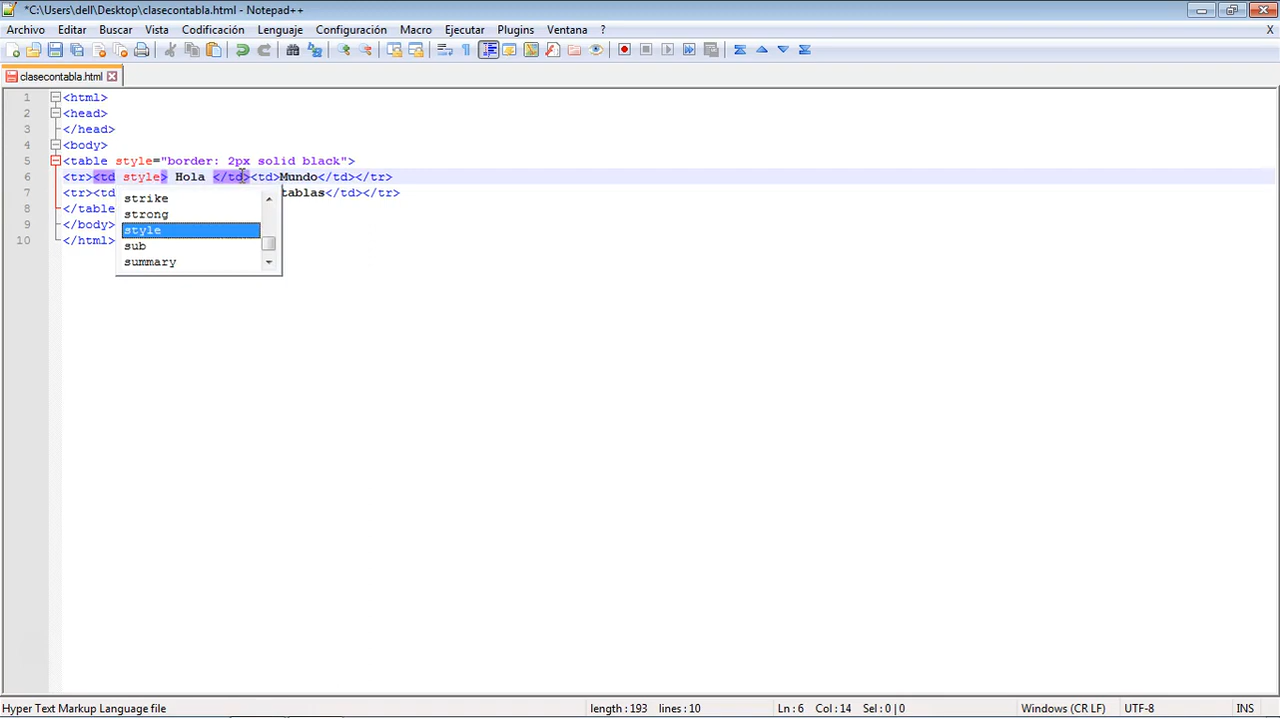 *C:\Users\dell\Desktop\clasecontabla.html - Notepad++
Archivo Editar Buscar Vista Codificación Lenguaje Configuración Macro Ejecutar Plugins Ventana ? X
clasecontabla.html
1 <html>
2 <head>
3 </head>
4 <body>
5 <table style="border: 2px solid black">
6 <tr><td style> Hola </td><td>Mundo</td></tr>
7 <tr><td tablas</td></tr>
8 </table
9 </body>
10 </html>
strike
strong
style
sub
summary
Hyper Text Markup Language file length:193 lines:10 Ln:6 Col:14 Sel:0|0 Windows (CR LF) UTF-8 INS